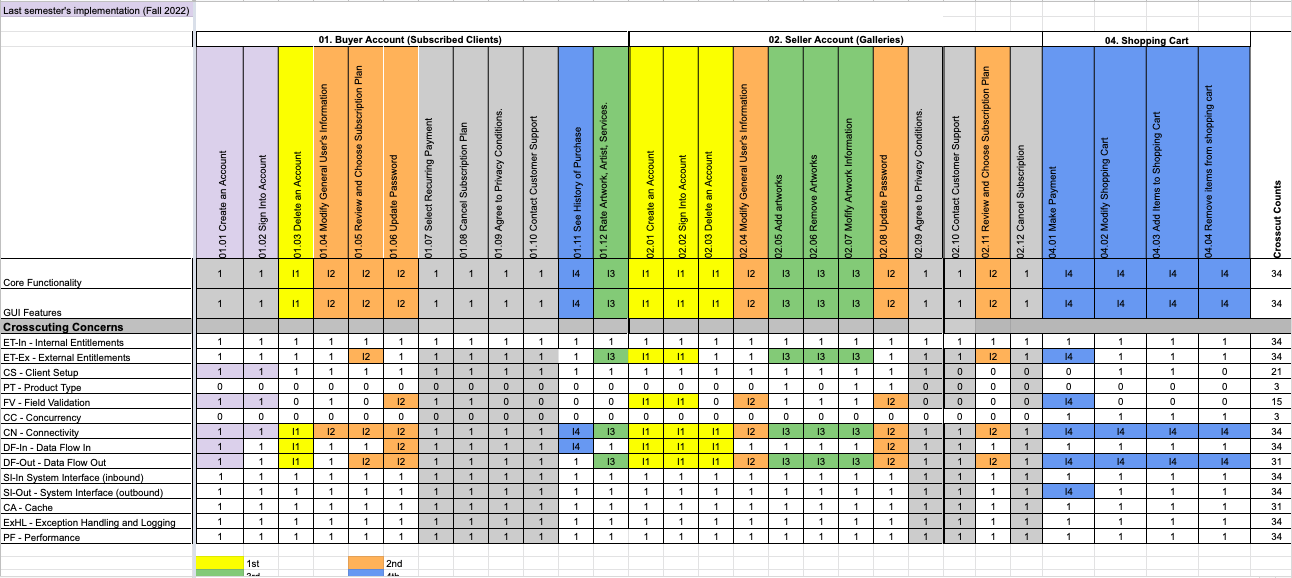 Last semester's implementation (Fall 2022)
01. Buyer Account (Subscribed Clients) 02. Seller Account (Galleries) 04. Shopping Cart
01.01 Create an Account
01.02 Sign Into Account
01.03 Delete an Account
01.04 Modify General User's Information
01.05 Review and Choose Subscription Plan
01.06 Update Password
01.07 Select Recurring Payment
01.08 Cancel Subscription Plan
01.09 Agree to Privacy Conditions.
01.10 Contact Customer Support
01.11 See History of Purchase
01.12 Rate Artwork, Artist, Services.
02.01 Create an Account
02.02 Sign Into Account
02.03 Delete an Account
02.04 Modify General User's Information
02.05 Add artworks
02.06 Remove Artworks
02.07 Mofify Artwork Information
02.08 Update Password
02.09 Agree to Privacy Conditions.
02.10 Contact Customer Support
02.11 Review and Choose Subscription Plan
02.12 Cancel Subscription
04.01 Make Payment
04.02 Modify Shopping Cart
04.03 Add Items to Shopping Cart
04.04 Remove items from shopping cart
Crosscut Counts
Core Functionality 1 1 I1 I2 I2 I2 1 1 1 1 I4 I3 I1 I1 I1 I2 I3 I3 I3 I2 1 1 I2 1 I4 I4 I4 I4 34
GUI Features 1 1 I1 I2 I2 I2 1 1 1 1 I4 I3 I1 I1 I1 I2 I3 I3 I3 I2 1 1 I2 1 I4 I4 I4 I4 34
Crosscutting Concerns
ET-In - Internal Entitlements 1 1 1 1 1 1 1 1 1 1 1 1 1 1 1 1 1 1 1 1 1 1 1 1 1 1 1 1 34
ET-Ex - External Entitlements 1 1 1 1 I2 1 1 1 1 1 1 I3 I1 I1 1 1 I3 I3 I3 1 1 1 I2 1 I4 1 1 1 34
CS - Client Setup 1 1 1 1 1 1 1 1 1 1 1 1 1 1 1 1 1 1 1 1 1 0 0 0 0 1 1 0 21
PT - Product Type 0 0 0 0 0 0 0 0 0 0 0 0 0 0 0 0 1 1 1 0 0 0 0 0 0 0 0 0 3
FV - Field Validation 1 1 0 1 0 I2 1 1 0 0 0 0 I1 I1 0 I2 1 1 1 I2 0 0 0 0 I4 0 0 0 15
CC - Concurrency 0 0 0 0 0 0 0 0 0 0 0 0 0 0 0 0 0 0 0 0 0 0 0 0 1 1 1 1 3
CN - Connectivity 1 1 I1 I2 I2 I2 1 1 1 1 I4 I3 I1 I1 I1 I2 I3 I3 I3 I2 1 1 I2 1 I4 I4 I4 I4 34
DF-In - Data Flow In 1 1 I1 1 1 I2 1 1 1 1 I4 1 I1 I1 I1 1 1 1 1 I2 1 1 1 1 1 1 1 1 34
DF-Out - Data Flow Out 1 1 I1 1 I2 I2 1 1 1 1 1 I3 I1 I1 I1 I2 I3 I3 I3 I2 1 1 I2 1 I4 I4 I4 I4 31
SI-In System Interface (inbound) 1 1 1 1 1 1 1 1 1 1 1 1 1 1 1 1 1 1 1 1 1 1 1 1 1 1 1 1 34
SI-Out - System Interface (outbound) 1 1 1 1 1 1 1 1 1 1 1 1 1 1 1 1 1 1 1 1 1 1 1 1 I4 1 1 1 34
CA - Cache 1 1 1 1 1 1 1 1 1 1 1 1 1 1 1 1 1 1 1 1 1 1 1 1 1 1 1 1 31
ExHL - Exception Handling and Logging 1 1 1 1 1 1 1 1 1 1 1 1 1 1 1 1 1 1 1 1 1 1 1 1 1 1 1 1 34
PF - Performance 1 1 1 1 1 1 1 1 1 1 1 1 1 1 1 1 1 1 1 1 1 1 1 1 1 1 1 1 34
1st 2nd